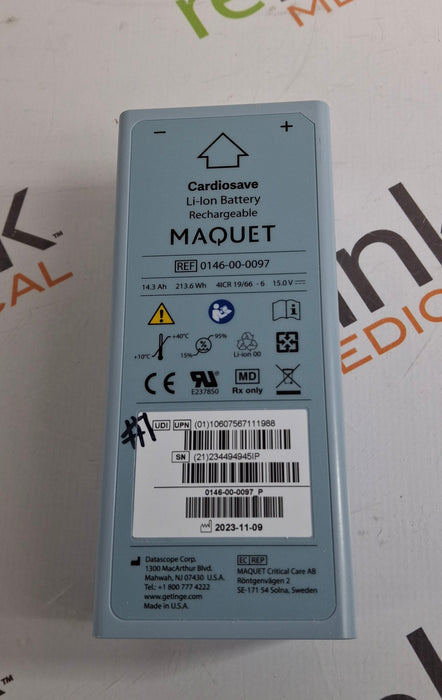 − +
Cardiosave
Li-Ion Battery
Rechargeable
MAQUET
REF 0146-00-0097
14.3 Ah 213.6 Wh 4ICR 19/66 - 6 15.0 V
+40°C
+10°C
95%
15%
Li-ion 00
CE
E237850
MD
Rx only
#1
UDI UPN (01)10607567111988
SN (21)234494945IP
0146-00-0097 P
2023-11-09
Datascope Corp.
1300 MacArthur Blvd.
Mahwah, NJ 07430 U.S.A.
Tel.: +1 800 777 4222
www.getinge.com
Made in U.S.A.
EC REP
MAQUET Critical Care AB
Röntgenvägen 2
SE-171 54 Solna, Sweden